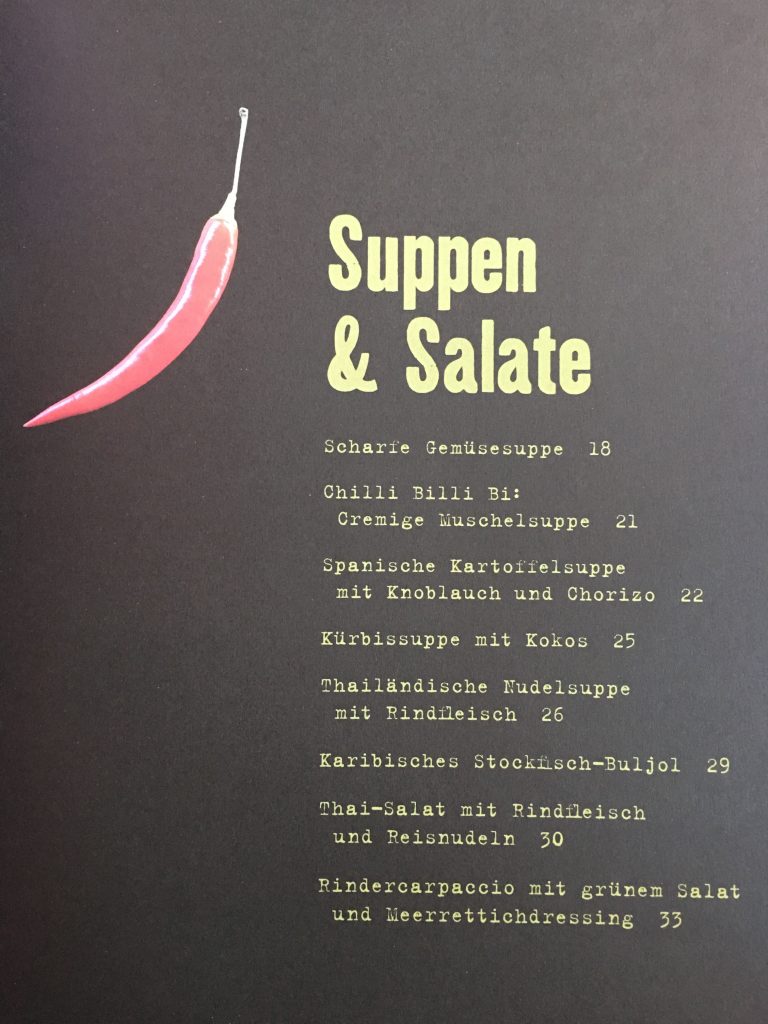 Suppen
& Salate
Scharfe Gemüsesuppe 18
Chilli Billi Bi:
Cremige Muschelsuppe 21
Spanische Kartoffelsuppe
mit Knoblauch und Chorizo 22
Kürbissuppe mit Kokos 25
Thailändische Nudelsuppe
mit Rindfleisch 26
Karibisches Stockfisch-Buljol 29
Thai-Salat mit Rindfleisch
und Reisnudeln 30
Rindercarpaccio mit grünem Salat
und Meerrettichdressing 33